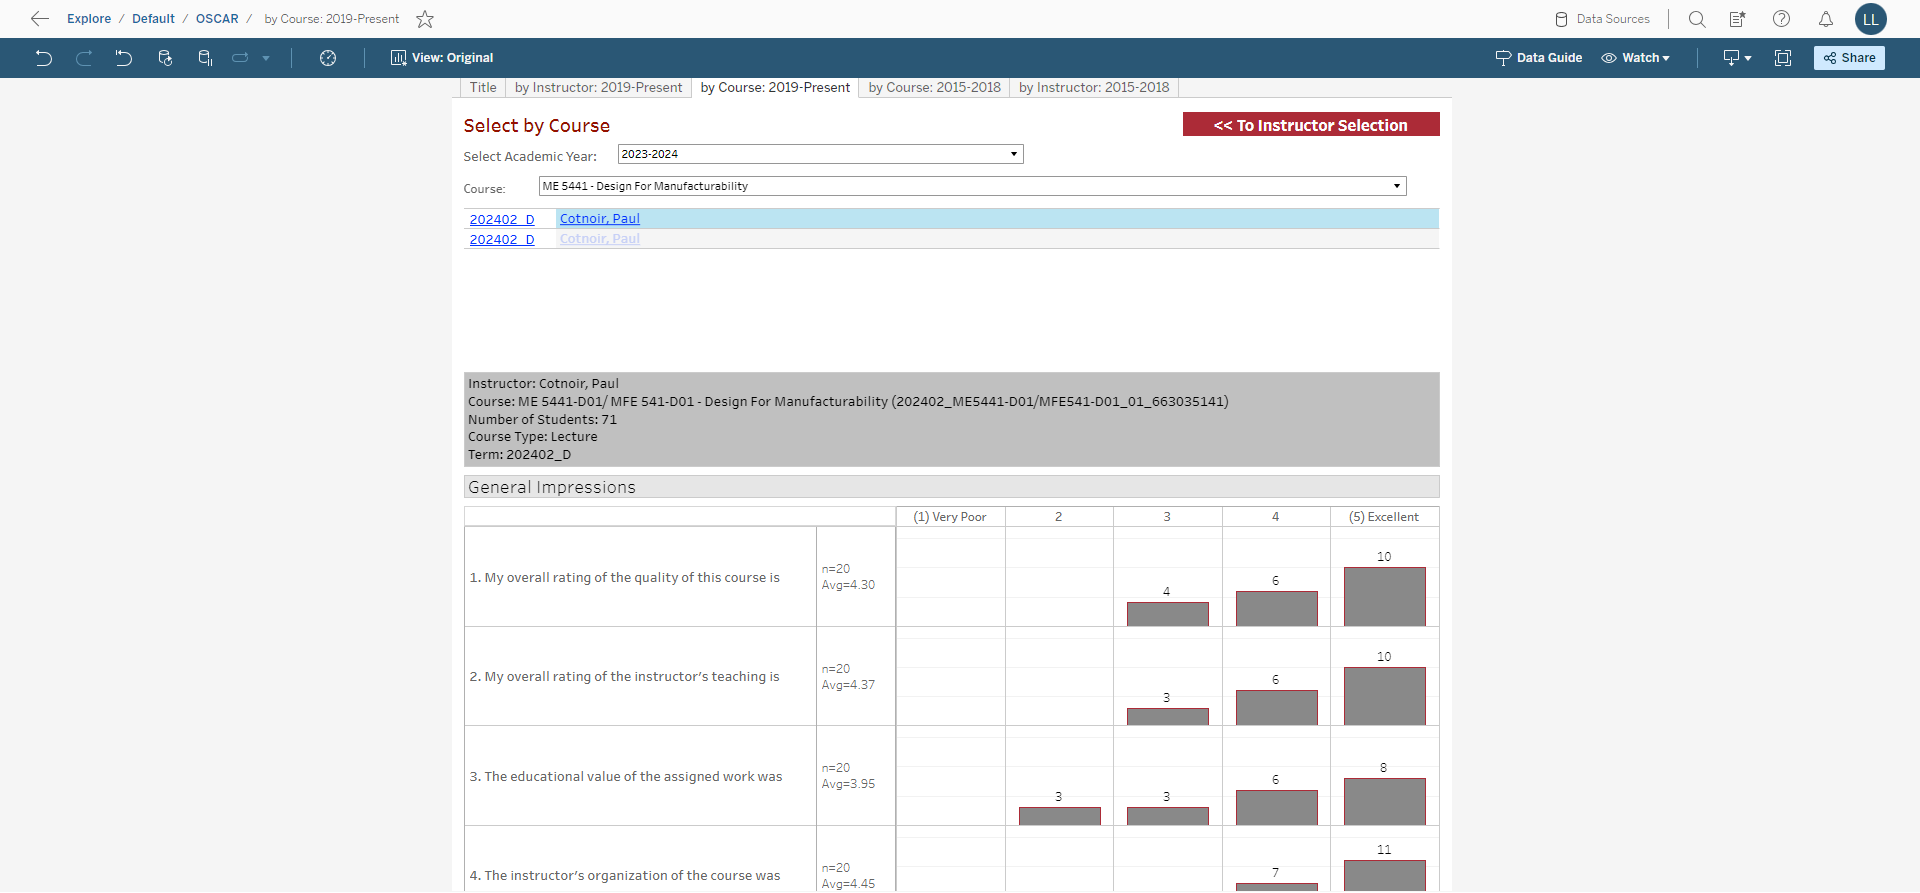 Explore / Default / OSCAR / by Course: 2019-Present
Data Sources
LL
View: Original
Data Guide
Watch
Share
Title
by Instructor: 2019-Present
by Course: 2019-Present
by Course: 2015-2018
by Instructor: 2015-2018
Select by Course
<< To Instructor Selection
Select Academic Year:
2023-2024
Course:
ME 5441 - Design For Manufacturability
202402_D Cotnoir, Paul
202402_D Cotnoir, Paul
Instructor: Cotnoir, Paul
Course: ME 5441-D01/ MFE 541-D01 - Design For Manufacturability (202402_ME5441-D01/MFE541-D01_01_663035141)
Number of Students: 71
Course Type: Lecture
Term: 202402_D
General Impressions
(1) Very Poor 2 3 4 (5) Excellent
1. My overall rating of the quality of this course is
n=20
Avg=4.30
4 6 10
2. My overall rating of the instructor's teaching is
n=20
Avg=4.37
3 6 10
3. The educational value of the assigned work was
n=20
Avg=3.95
3 3 6 8
4. The instructor's organization of the course was
n=20
Avg=4.45
7 11